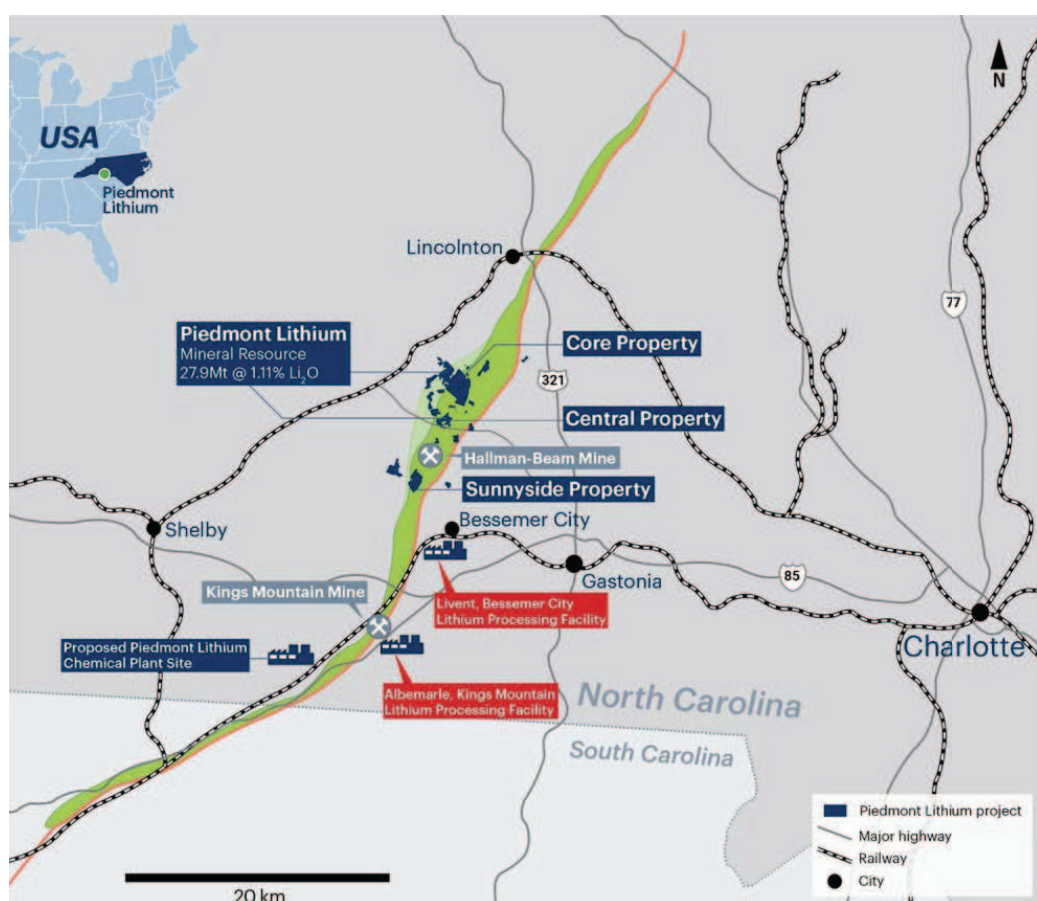 N
USA
Piedmont
Lithium
Lincolnton
77
Piedmont Lithium
Mineral Resource
27.9Mt @ 1.11% Li₂O
Core Property
321
Central Property
Hallman-Beam Mine
Sunnyside Property
Shelby
Bessemer City
Gastonia
85
Kings Mountain Mine
Livent, Bessemer City
Lithium Processing Facility
Charlotte
Proposed Piedmont Lithium
Chemical Plant Site
Albemarle, Kings Mountain
Lithium Processing Facility
North Carolina
South Carolina
Piedmont Lithium project
Major highway
Railway
City
20 km